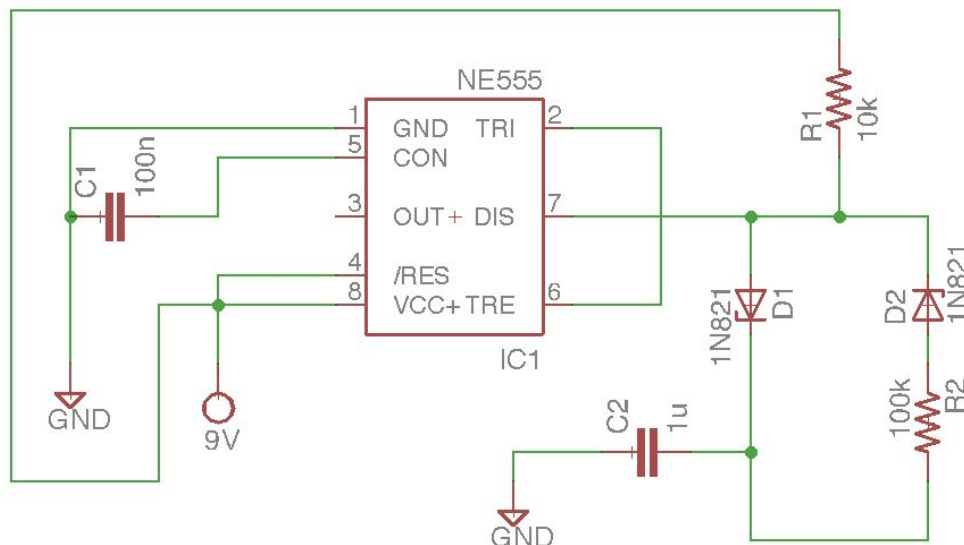 NE555
1
GND
TRI
2
5
CON
3
OUT+
DIS
7
4
/RES
8
VCC+
TRE
6
IC1
C1
100n
GND
9V
R1
10k
1N821
D1
D2
1N821
C2
1u
GND
100k
R2